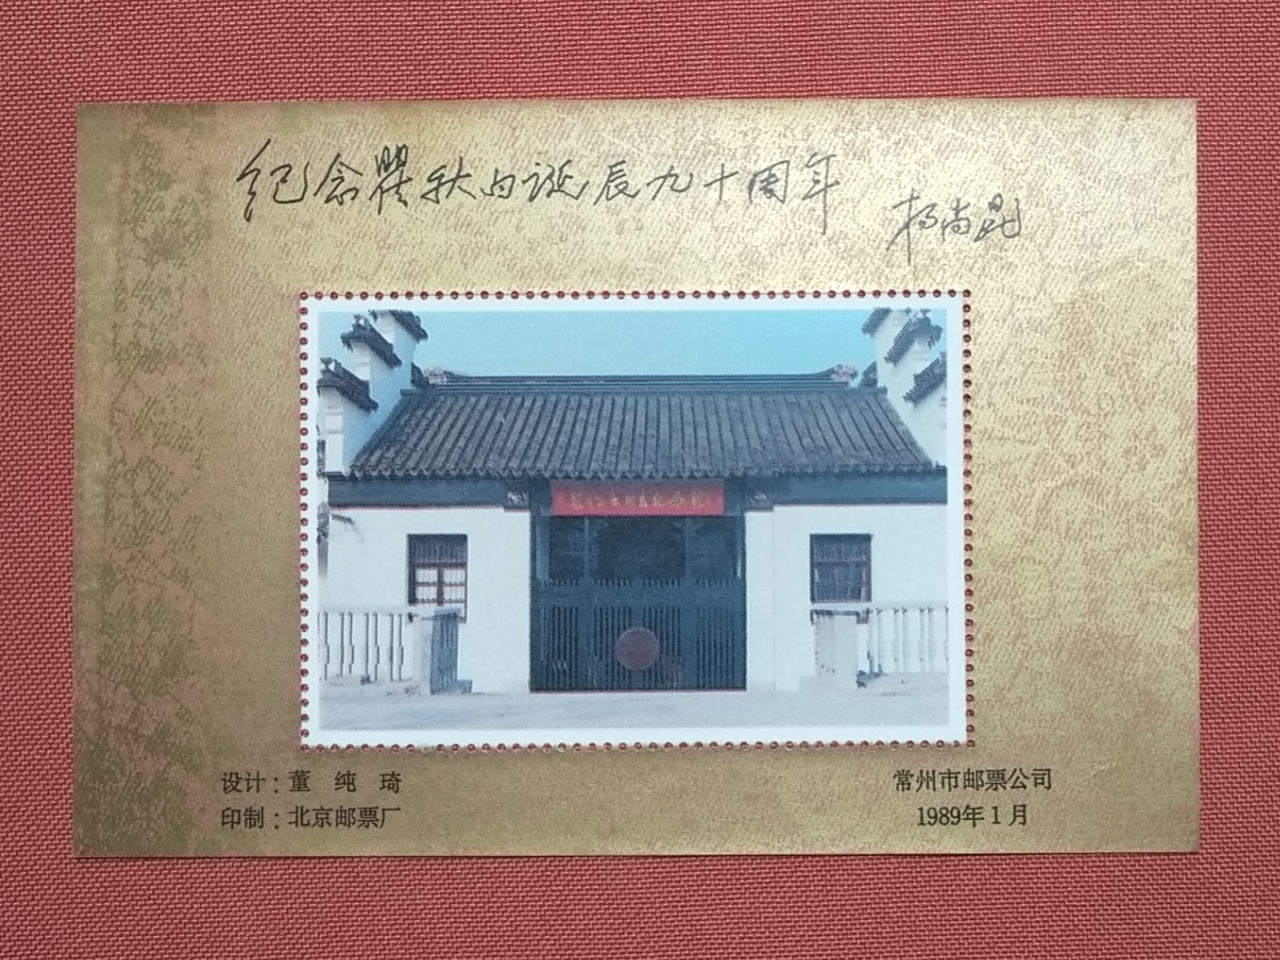 纪念瞿秋白诞辰九十周年
杨尚昆
设计：董纯琦
印制：北京邮票厂
常州市邮票公司
1989年1月